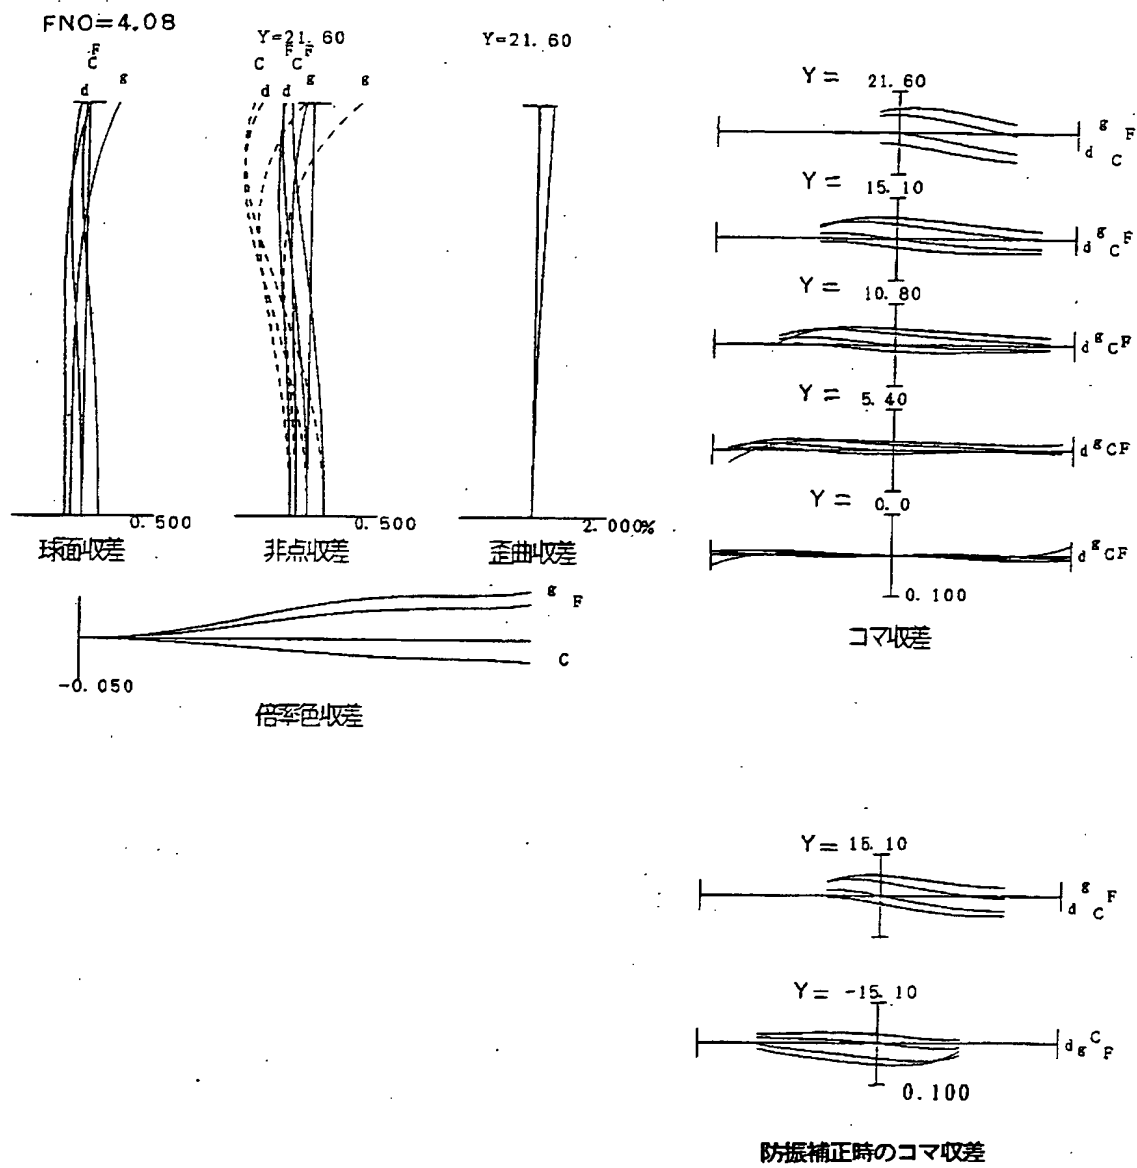 FNO=4.08
F
C
d
g
0.500
球面収差
Y=21.60
F F
C C
d d g g
0.500
非点収差
Y=21.60
2.000%
歪曲収差
g
F
C
-0.050
倍率色収差
Y= 21.60
g F
d C
Y= 15.10
d g C F
Y= 10.80
d g C F
Y= 5.40
d g C F
Y= 0.0
d g C F
0.100
コマ収差
Y= 15.10
g F
d C
Y= -15.10
d g C F
0.100
防振補正時のコマ収差